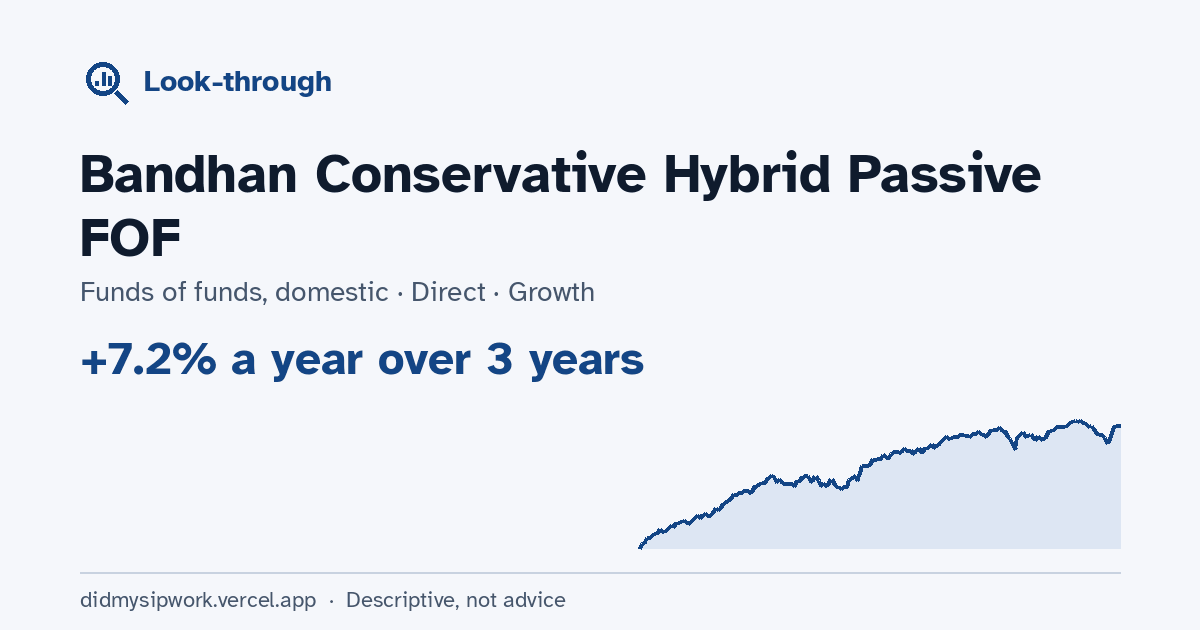 Look-through
Bandhan Conservative Hybrid Passive
FOF
Funds of funds, domestic · Direct · Growth
+7.2% a year over 3 years
didmysipwork.vercel.app · Descriptive, not advice